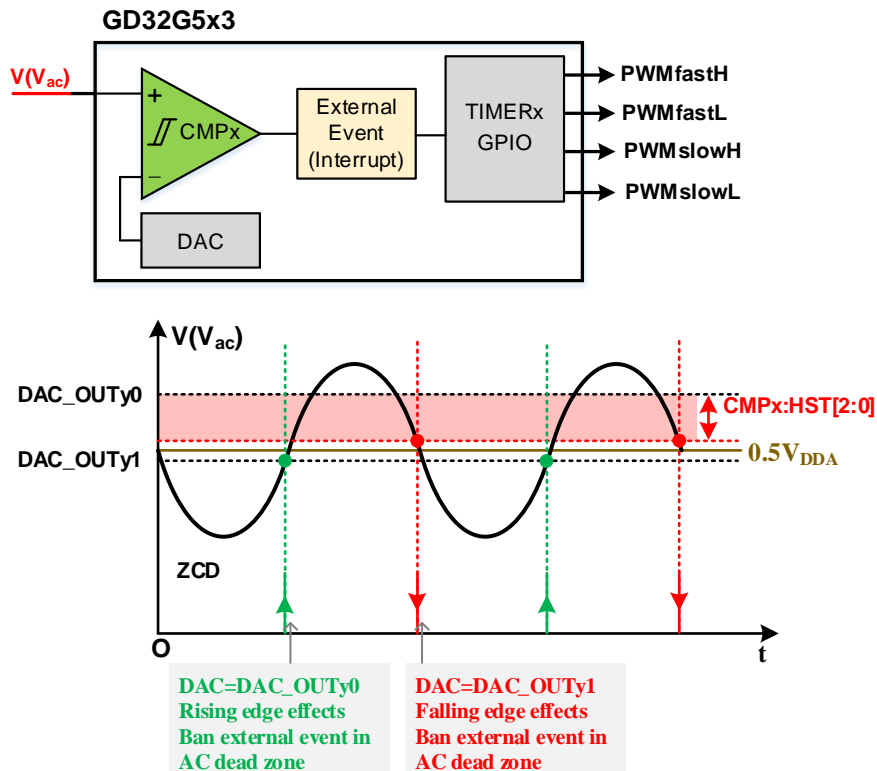 GD32G5x3
V(Vac)
+
CMPx
−
DAC
External
Event
(Interrupt)
TIMERx
GPIO
PWMfastH
PWMfastL
PWMslowH
PWMslowL
V(Vac)
DAC_OUTy0
CMPx:HST[2:0]
DAC_OUTy1
0.5VDDA
ZCD
O
t
DAC=DAC_OUTy0
Rising edge effects
Ban external event in
AC dead zone
DAC=DAC_OUTy1
Falling edge effects
Ban external event in
AC dead zone